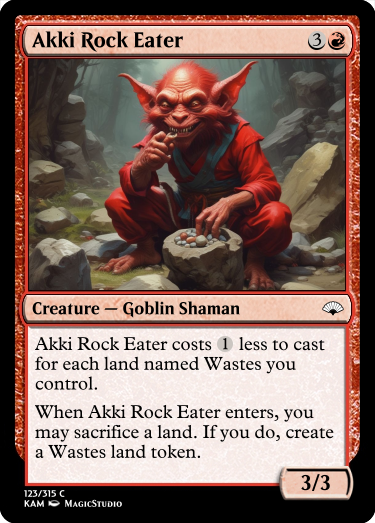 Akki Rock Eater 3
Creature — Goblin Shaman
Akki Rock Eater costs 1 less to cast
for each land named Wastes you
control.
When Akki Rock Eater enters, you
may sacrifice a land. If you do, create
a Wastes land token.
3/3
123/315 C
KAM MagicStudio